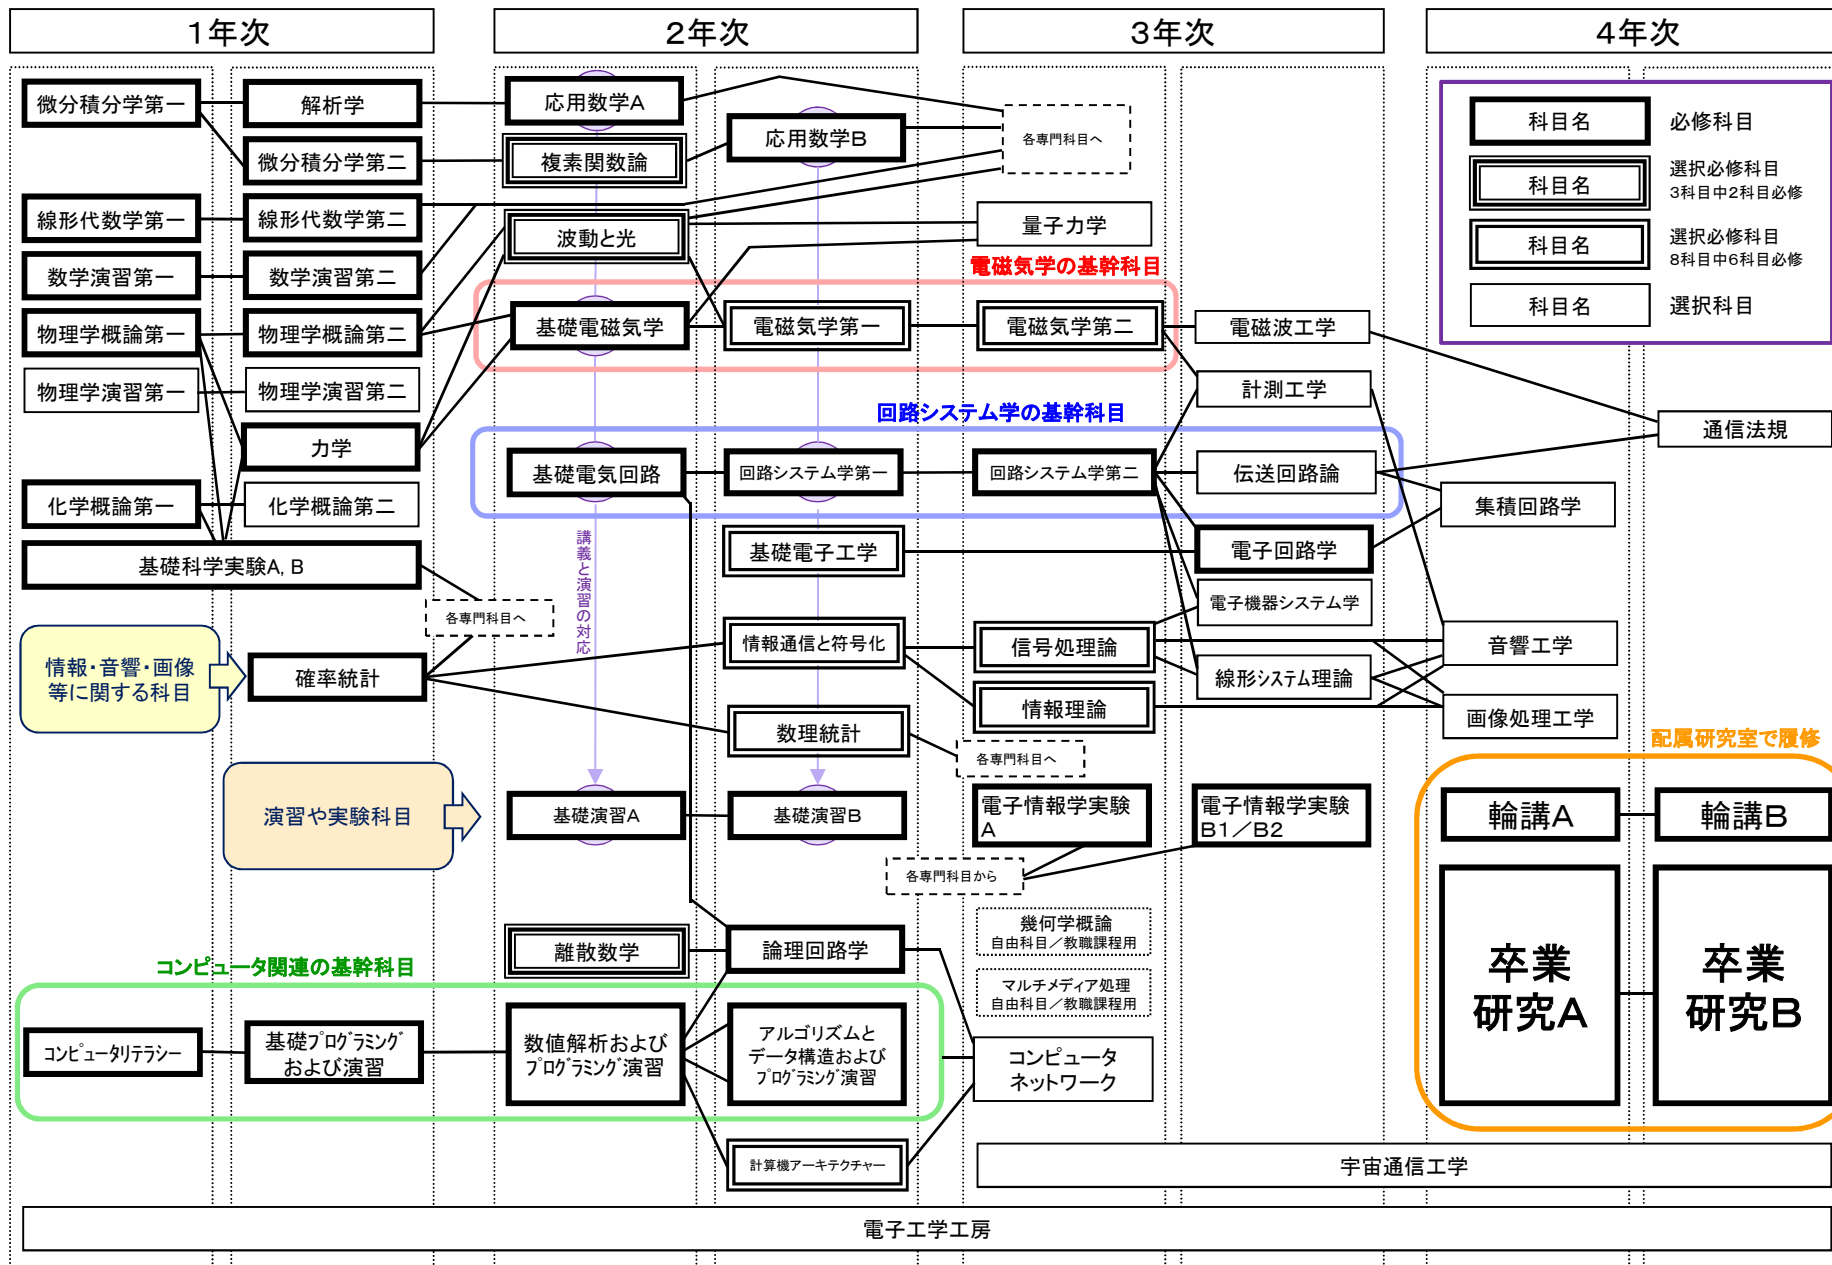 １年次
２年次
３年次
４年次
微分積分学第一
解析学
応用数学A
微分積分学第二
複素関数論
応用数学B
各専門科目へ
科目名
必修科目
科目名
選択必修科目
３科目中２科目必修
科目名
選択必修科目
８科目中６科目必修
科目名
選択科目
線形代数学第一
線形代数学第二
波動と光
量子力学
数学演習第一
数学演習第二
電磁気学の基幹科目
物理学概論第一
物理学概論第二
基礎電磁気学
電磁気学第一
電磁気学第二
電磁波工学
物理学演習第一
物理学演習第二
計測工学
回路システム学の基幹科目
力学
通信法規
基礎電気回路
回路システム学第一
回路システム学第二
伝送回路論
化学概論第一
化学概論第二
集積回路学
基礎科学実験A, B
講義と演習の対応
基礎電子工学
電子回路学
各専門科目へ
電子機器システム学
情報・音響・画像
等に関する科目
確率統計
情報通信と符号化
信号処理論
音響工学
線形システム理論
数理統計
情報理論
画像処理工学
各専門科目へ
配属研究室で履修
演習や実験科目
基礎演習A
基礎演習B
電子情報学実験
A
電子情報学実験
B１／B２
輪講A
輪講B
各専門科目から
幾何学概論
自由科目／教職課程用
離散数学
論理回路学
コンピュータ関連の基幹科目
マルチメディア処理
自由科目／教職課程用
卒業
研究A
卒業
研究B
コンピュータリテラシー
基礎プログラミング
および演習
数値解析および
プログラミング演習
アルゴリズムと
データ構造および
プログラミング演習
コンピュータ
ネットワーク
計算機アーキテクチャー
宇宙通信工学
電子工学工房